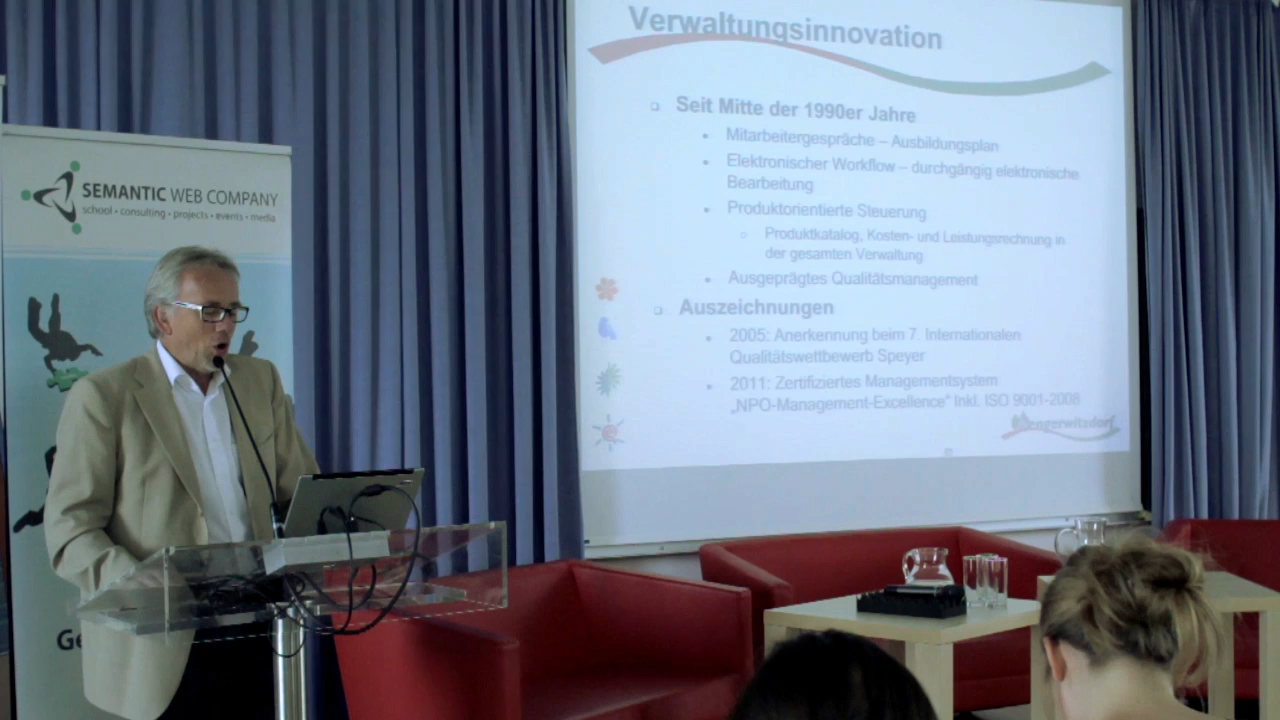 SEMANTIC WEB COMPANY
school • consulting • projects • events • media
Verwaltungsinnovation
Seit Mitte der 1990er Jahre
Mitarbeitergespräche – Ausbildungsplan
Elektronischer Workflow – durchgängig elektronische
Bearbeitung
Produktorientierte Steuerung
Produktkatalog, Kosten- und Leistungsrechnung in
der gesamten Verwaltung
Ausgeprägtes Qualitätsmanagement
Auszeichnungen
2005: Anerkennung beim 7. Internationalen
Qualitätswettbewerb Speyer
2011: Zertifiziertes Managementsystem
„NPO-Management-Excellence“ Inkl. ISO 9001-2008
engerwitzdorf